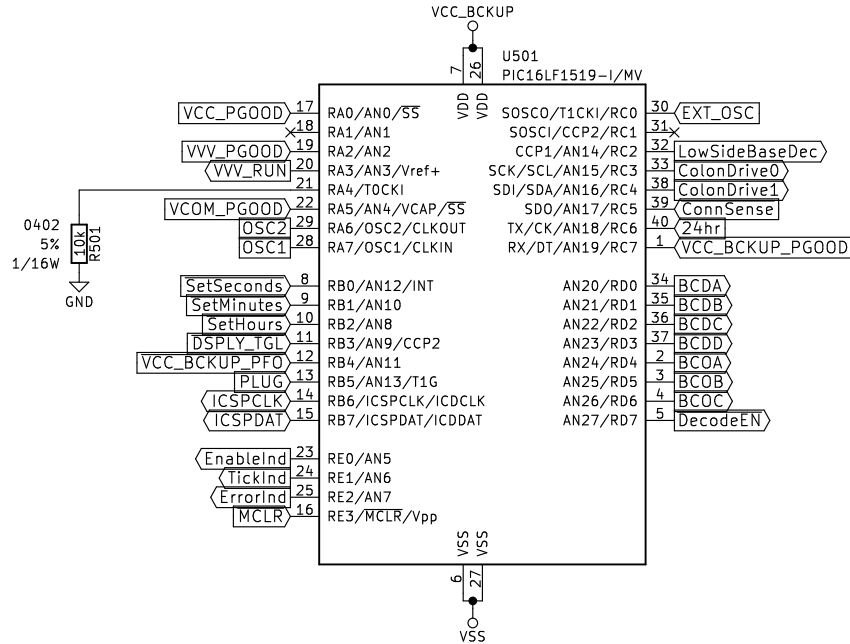 VCC_BCKUP
U501
PIC16LF1519-I/MV
7 26
VDD VDD
VCC_PGOOD 17 RA0/AN0/SS
18 RA1/AN1
VVV_PGOOD 19 RA2/AN2
VVV_RUN 20 RA3/AN3/Vref+
21 RA4/T0CKI
VCOM_PGOOD 22 RA5/AN4/VCAP/SS
OSC2 29 RA6/OSC2/CLKOUT
OSC1 28 RA7/OSC1/CLKIN
SetSeconds 8 RB0/AN12/INT
SetMinutes 9 RB1/AN10
SetHours 10 RB2/AN8
DSPLY_TGL 11 RB3/AN9/CCP2
VCC_BCKUP_PFO 12 RB4/AN11
PLUG 13 RB5/AN13/T1G
ICSPCLK 14 RB6/ICSPCLK/ICDCLK
ICSPDAT 15 RB7/ICSPDAT/ICDDAT
EnableInd 23 RE0/AN5
TickInd 24 RE1/AN6
ErrorInd 25 RE2/AN7
MCLR 16 RE3/MCLR/Vpp
SOSCO/T1CKI/RC0 30 EXT_OSC
SOSCI/CCP2/RC1 31
CCP1/AN14/RC2 32 LowSideBaseDec
SCK/SCL/AN15/RC3 33 ColonDrive0
SDI/SDA/AN16/RC4 38 ColonDrive1
SDO/AN17/RC5 39 ConnSense
TX/CK/AN18/RC6 40 24hr
RX/DT/AN19/RC7 1 VCC_BCKUP_PGOOD
AN20/RD0 34 BCDA
AN21/RD1 35 BCDB
AN22/RD2 36 BCDC
AN23/RD3 37 BCDD
AN24/RD4 2 BCOA
AN25/RD5 3 BCOB
AN26/RD6 4 BCOC
AN27/RD7 5 DecodeEN
0402
5%
1/16W
10k
R501
GND
VSS VSS
6 27
VSS